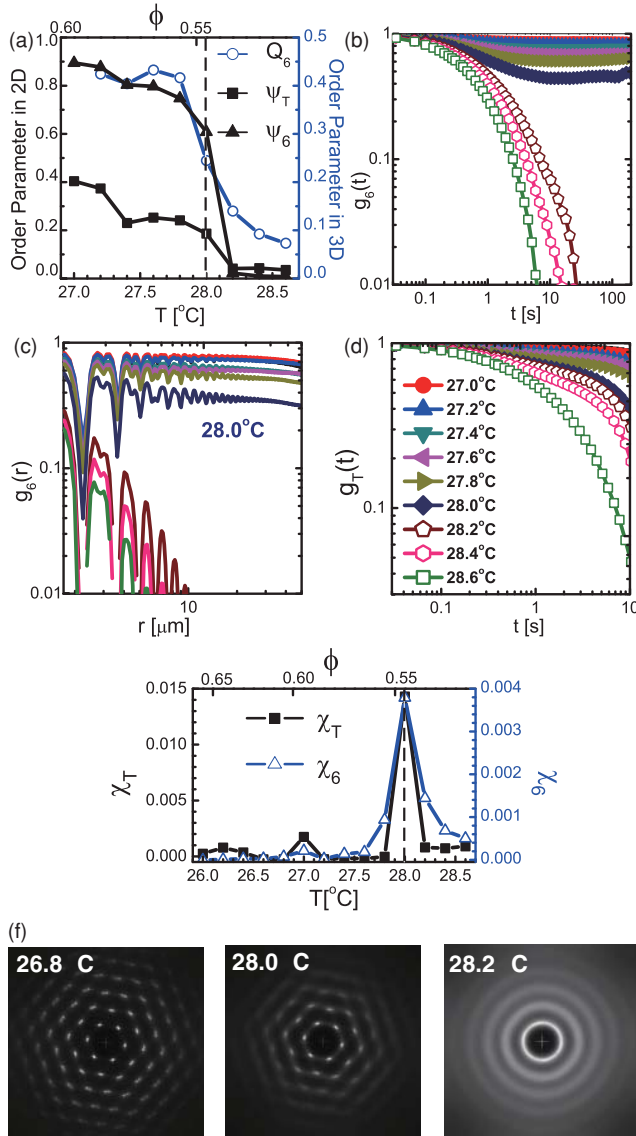 (a)
ϕ
0.60 0.55
Order Parameter in 2D
1.0
0.8
0.6
0.4
0.2
0.0
Q6
ψT
ψ6
0.5
0.4
0.3
0.2
0.1
0.0
Order Parameter in 3D
27.0 27.5 28.0 28.5
T [°C]
(b)
g6(t)
1
0.1
0.01
0.1 1 10 100
t [s]
(c)
g6(r)
1
0.1
0.01
28.0°C
10
r [μm]
(d)
gT(t)
1
0.1
27.0°C
27.2°C
27.4°C
27.6°C
27.8°C
28.0°C
28.2°C
28.4°C
28.6°C
0.1 1 10
t [s]
ϕ
0.65 0.60 0.55
χT
0.015
0.010
0.005
0.000
χT
χ6
0.004
0.003
0.002
0.001
0.000
χ6
26.0 26.5 27.0 27.5 28.0 28.5
T[°C]
(f)
26.8 C
28.0 C
28.2 C